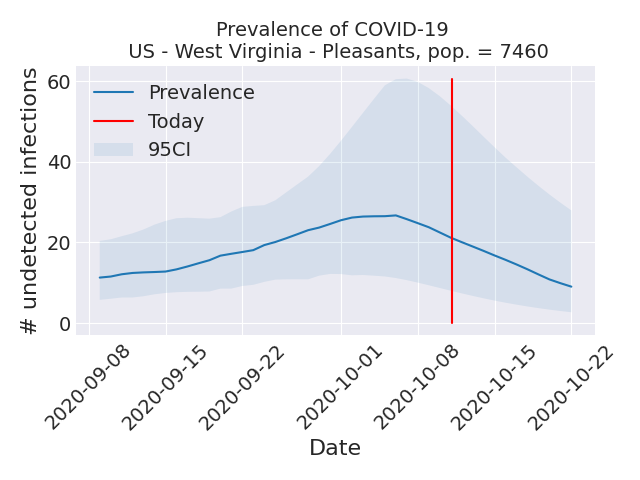 Prevalence of COVID-19
US - West Virginia - Pleasants, pop. = 7460
# undetected infections
60
40
20
0
Prevalence
Today
95CI
2020-09-08
2020-09-15
2020-09-22
2020-10-01
2020-10-08
2020-10-15
2020-10-22
Date